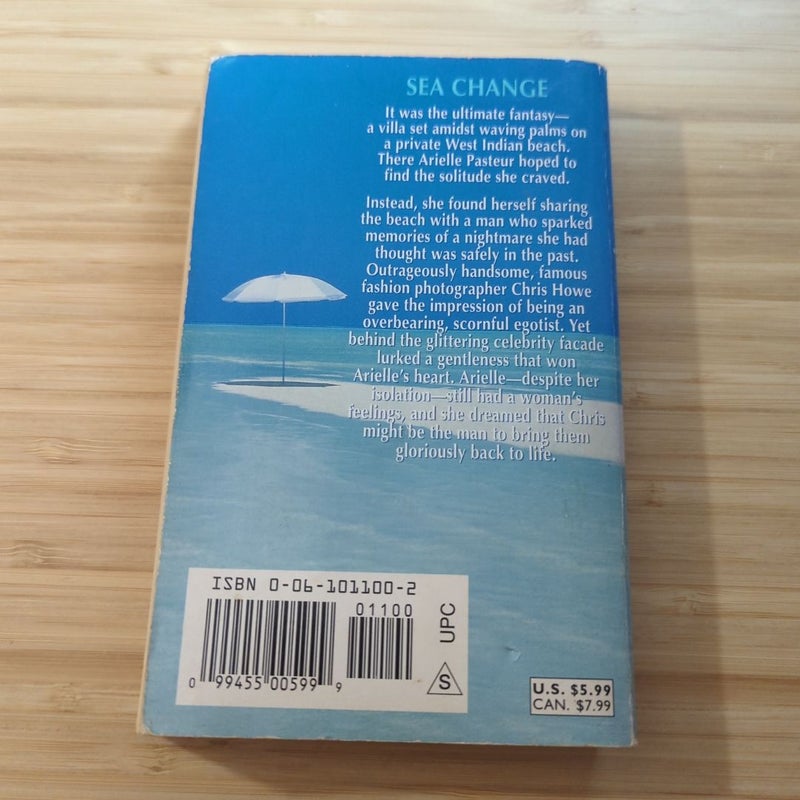 SEA CHANGE
It was the ultimate fantasy—
a villa set amidst waving palms on
a private West Indian beach.
There Arielle Pasteur hoped to
find the solitude she craved.
Instead, she found herself sharing
the beach with a man who sparked
memories of a nightmare she had
thought was safely in the past.
Outrageously handsome, famous
fashion photographer Chris Howe
gave the impression of being an
overbearing, scornful egotist. Yet
behind the glittering celebrity facade
lurked a gentleness that won
Arielle's heart. Arielle—despite her
isolation—still had a woman's
feelings, and she dreamed that Chris
might be the man to bring them
gloriously back to life.
ISBN 0-06-101100-2
01100
0 99455 00599 9
UPC
S
U.S. $5.99
CAN. $7.99